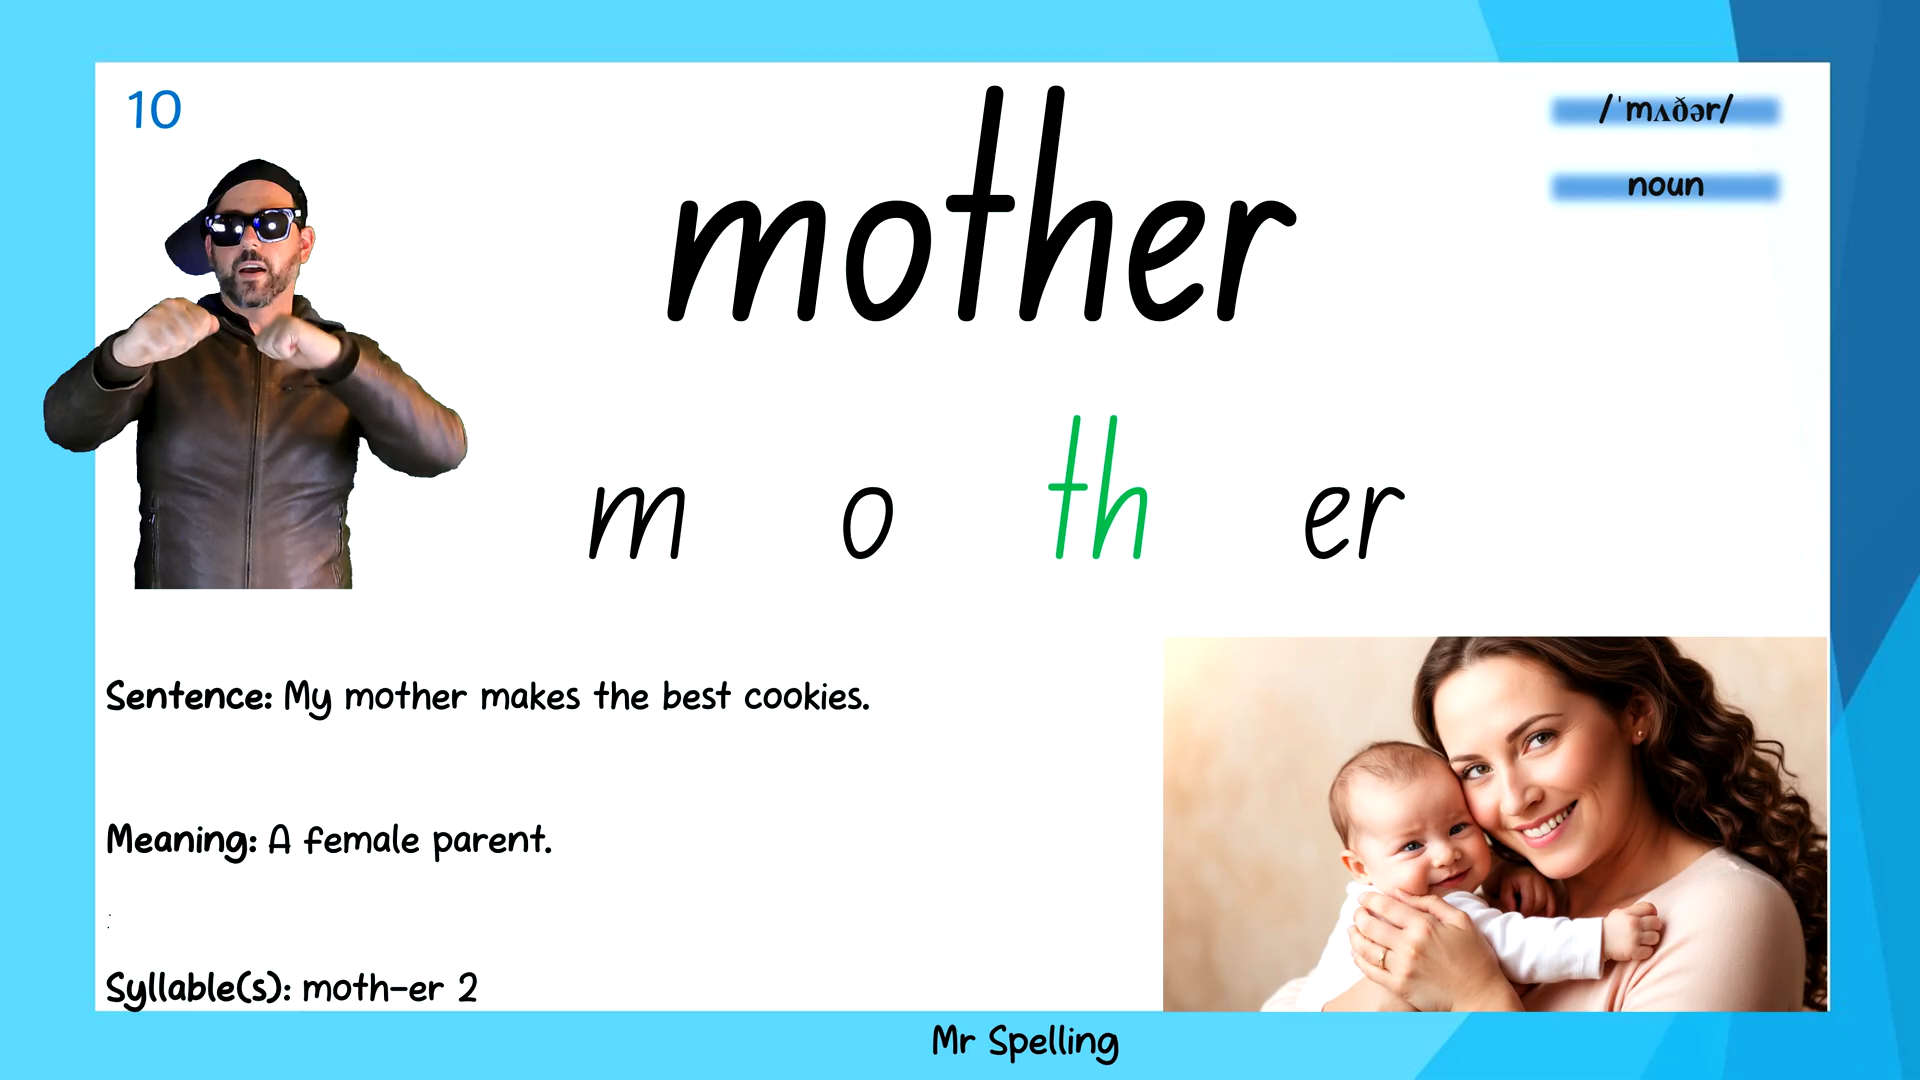 10
mother
/ˈmʌðər/
noun
m o th er
Sentence: My mother makes the best cookies.
Meaning: A female parent.
:
Syllable(s): moth-er 2
Mr Spelling